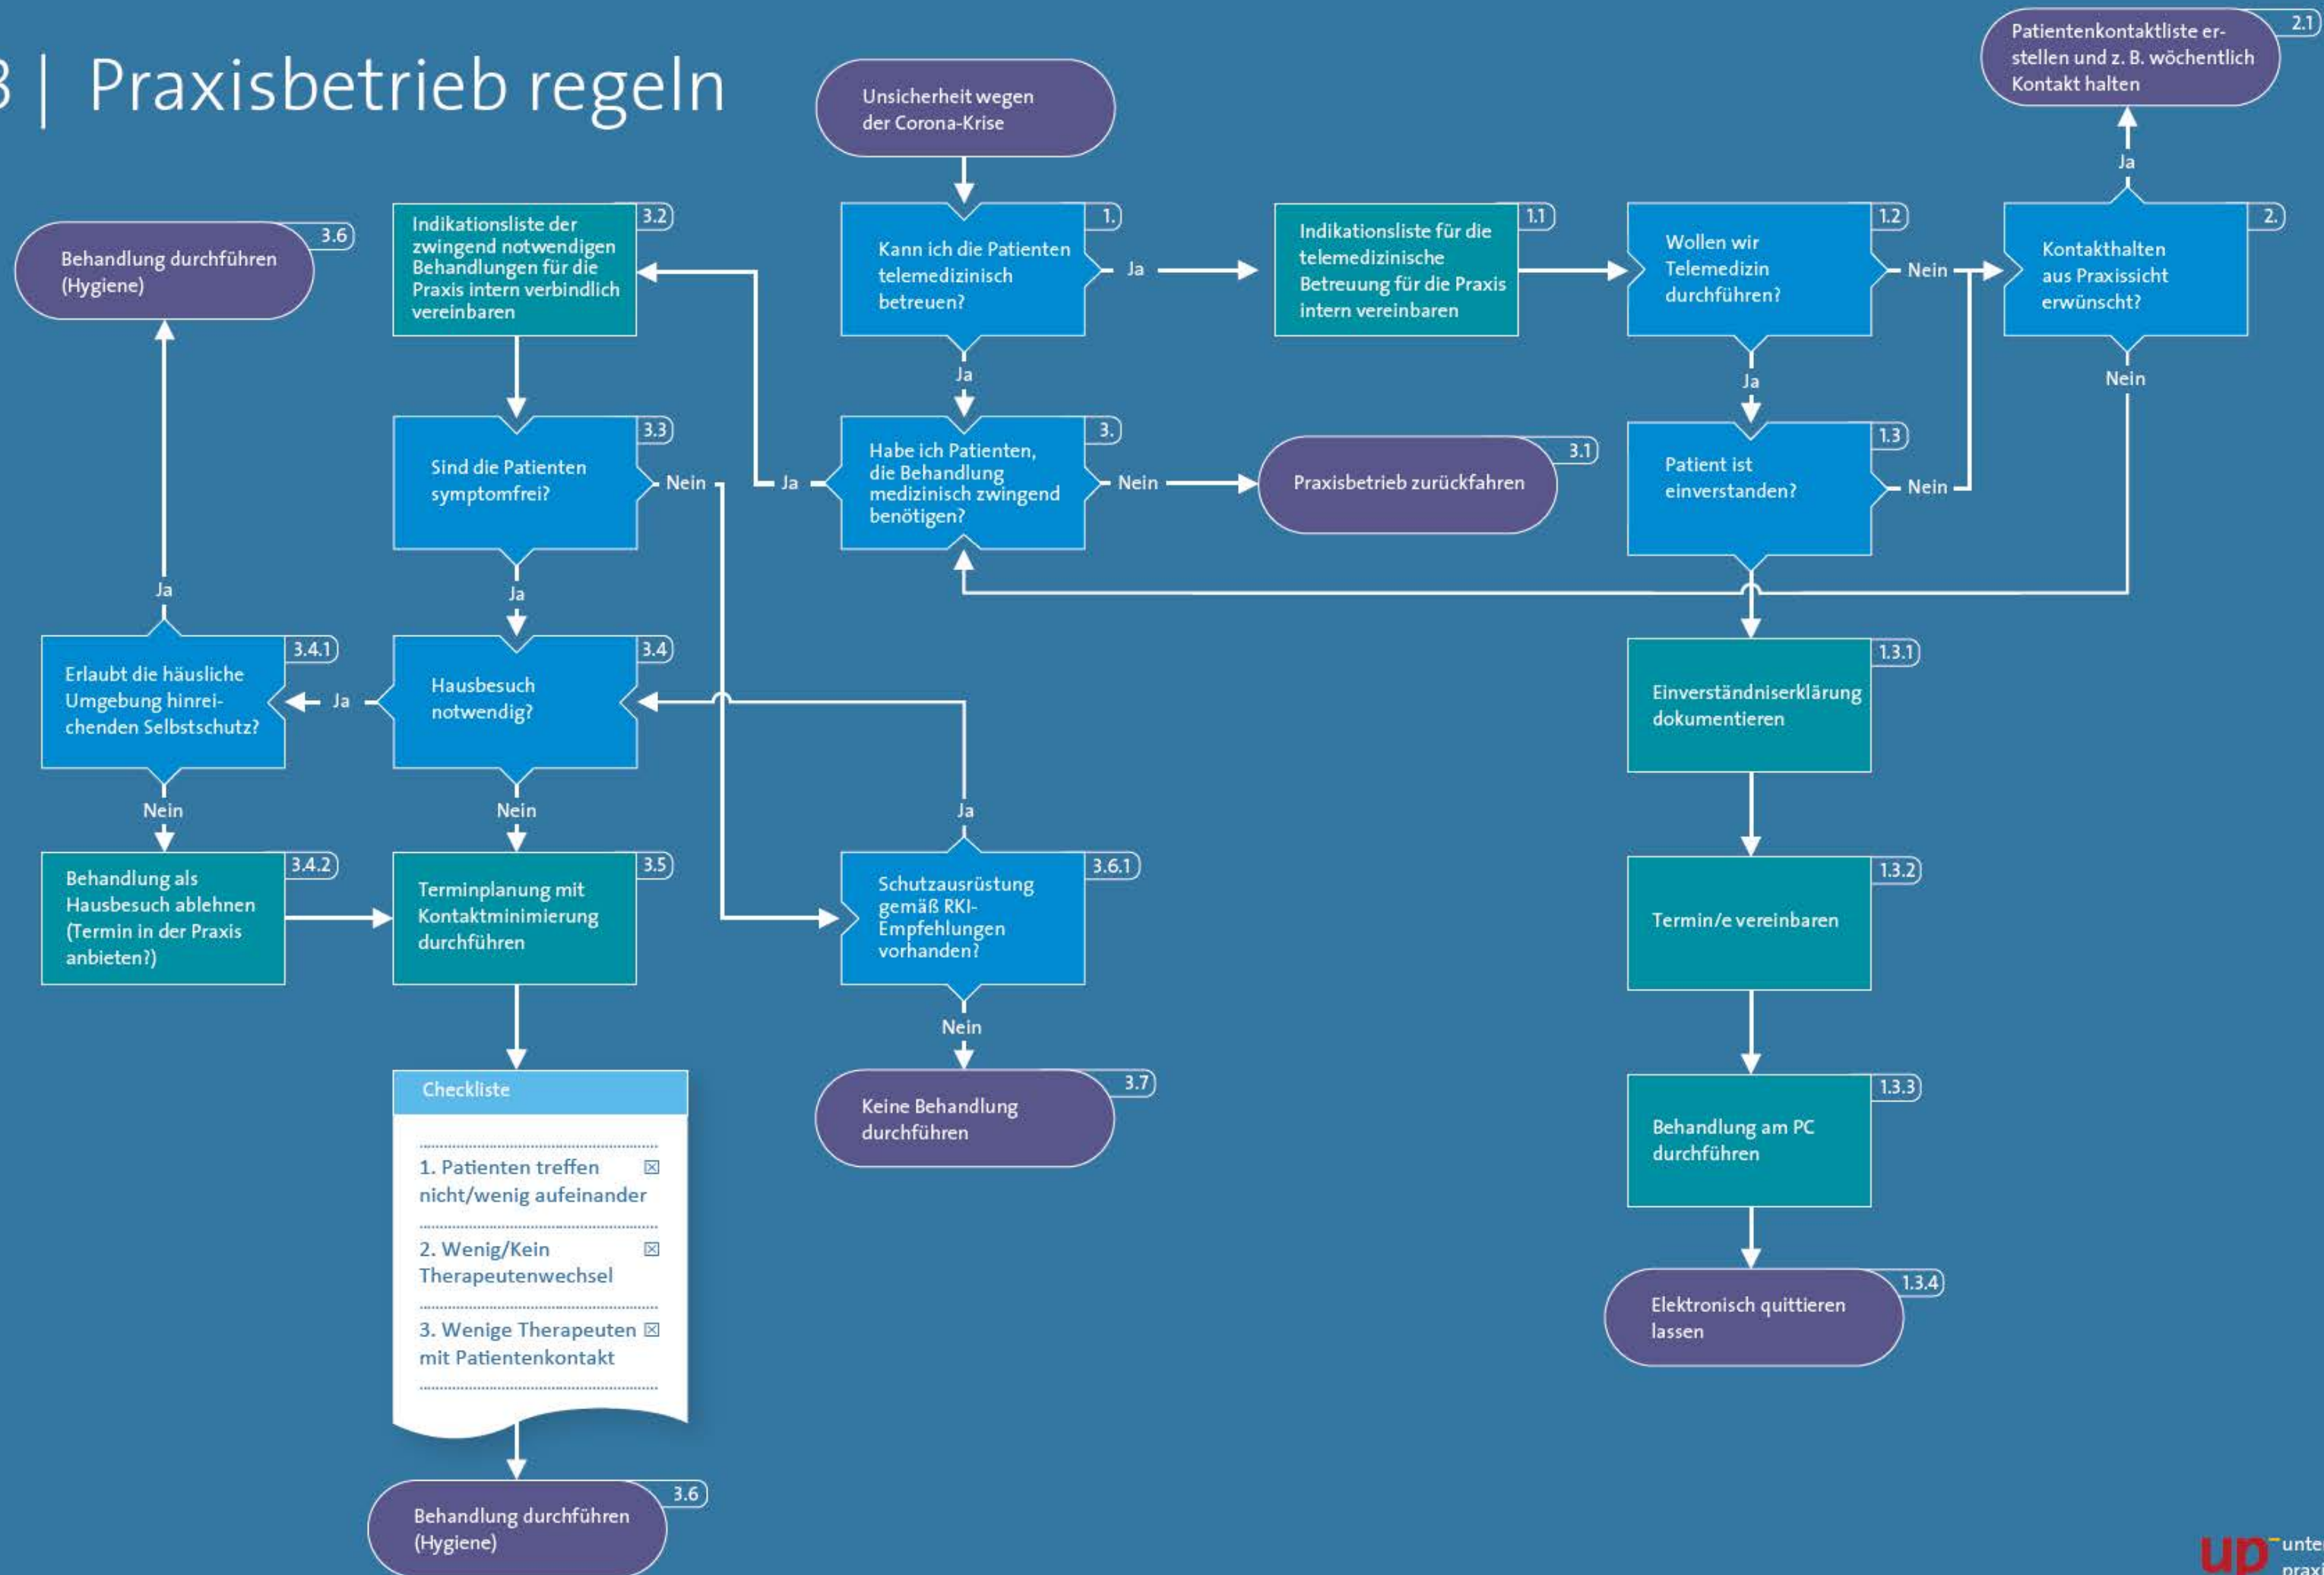 3 | Praxisbetrieb regeln
Unsicherheit wegen
der Corona-Krise
2.1
Patientenkontaktliste er-
stellen und z. B. wöchentlich
Kontakt halten
Ja
3.6
Behandlung durchführen
(Hygiene)
3.2
Indikationsliste der
zwingend notwendigen
Behandlungen für die
Praxis intern verbindlich
vereinbaren
1.
Kann ich die Patienten
telemedizinisch
betreuen?
Ja
1.1
Indikationsliste für die
telemedizinische
Betreuung für die Praxis
intern vereinbaren
1.2
Wollen wir
Telemedizin
durchführen?
Nein
2.
Kontakthalten
aus Praxissicht
erwünscht?
Ja
Ja
Nein
3.3
Sind die Patienten
symptomfrei?
Nein
Ja
3.
Habe ich Patienten,
die Behandlung
medizinisch zwingend
benötigen?
Nein
3.1
Praxisbetrieb zurückfahren
1.3
Patient ist
einverstanden?
Nein
Ja
Ja
3.4.1
Erlaubt die häusliche
Umgebung hinrei-
chenden Selbstschutz?
Ja
3.4
Hausbesuch
notwendig?
1.3.1
Einverständniserklärung
dokumentieren
Nein
Nein
Ja
3.4.2
Behandlung als
Hausbesuch ablehnen
(Termin in der Praxis
anbieten?)
3.5
Terminplanung mit
Kontaktminimierung
durchführen
3.6.1
Schutzausrüstung
gemäß RKI-
Empfehlungen
vorhanden?
1.3.2
Termin/e vereinbaren
Nein
Checkliste
1. Patienten treffen ☒
nicht/wenig aufeinander
2. Wenig/Kein ☒
Therapeutenwechsel
3. Wenige Therapeuten ☒
mit Patientenkontakt
3.7
Keine Behandlung
durchführen
1.3.3
Behandlung am PC
durchführen
1.3.4
Elektronisch quittieren
lassen
3.6
Behandlung durchführen
(Hygiene)
up